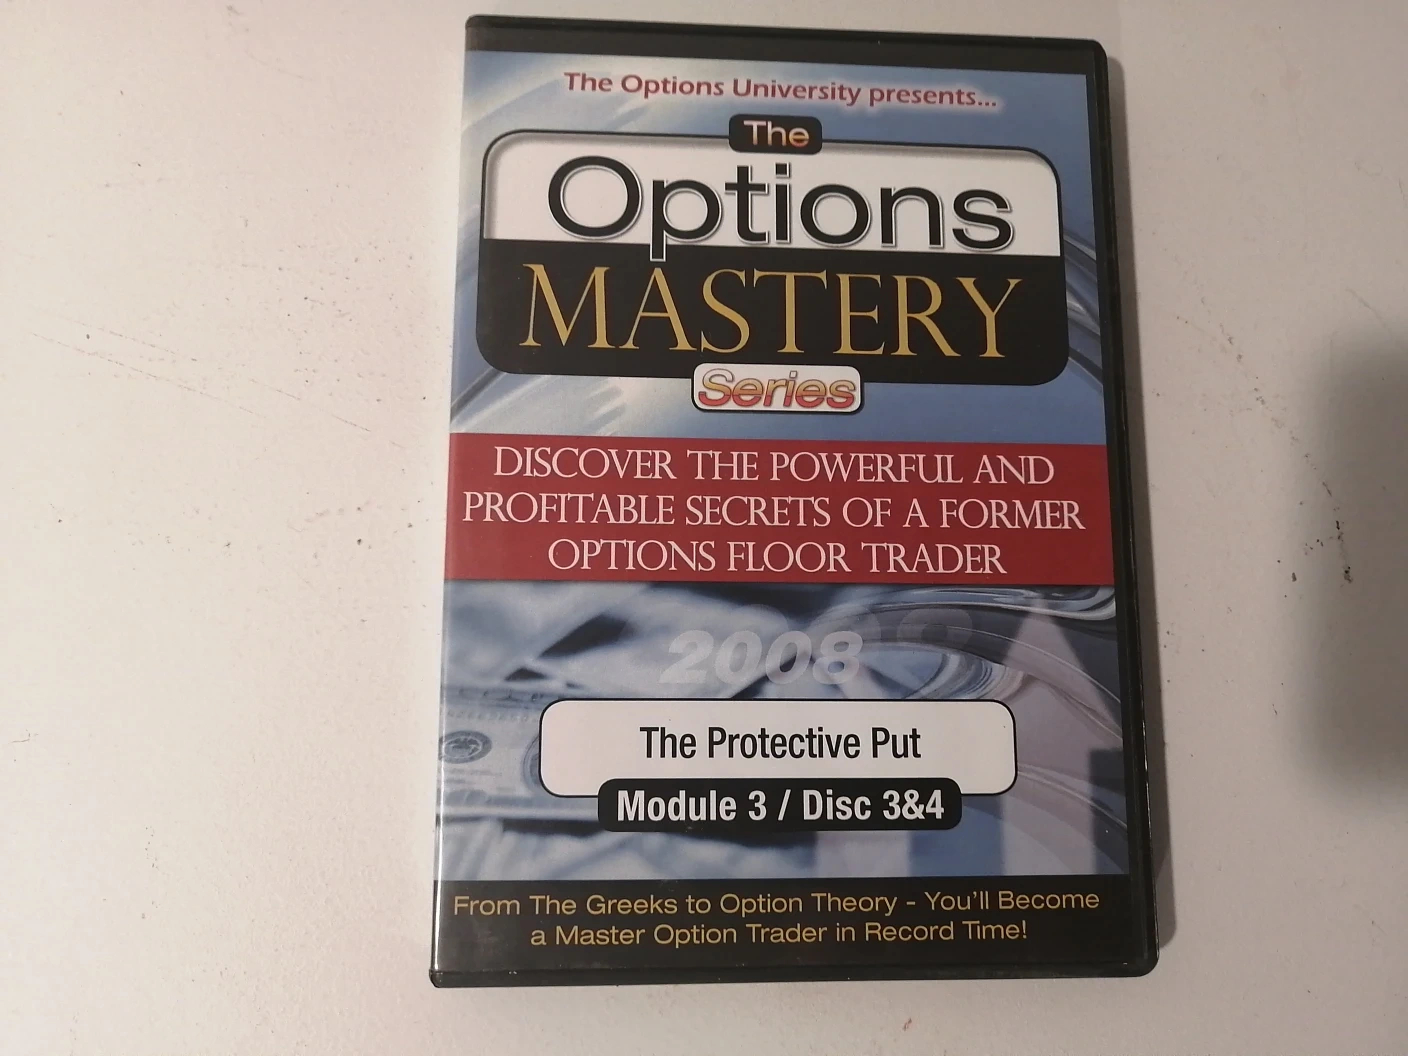 The Options University presents...
The
Options
MASTERY
Series
DISCOVER THE POWERFUL AND
PROFITABLE SECRETS OF A FORMER
OPTIONS FLOOR TRADER
2008
The Protective Put
Module 3 / Disc 3&4
From The Greeks to Option Theory - You'll Become
a Master Option Trader in Record Time!